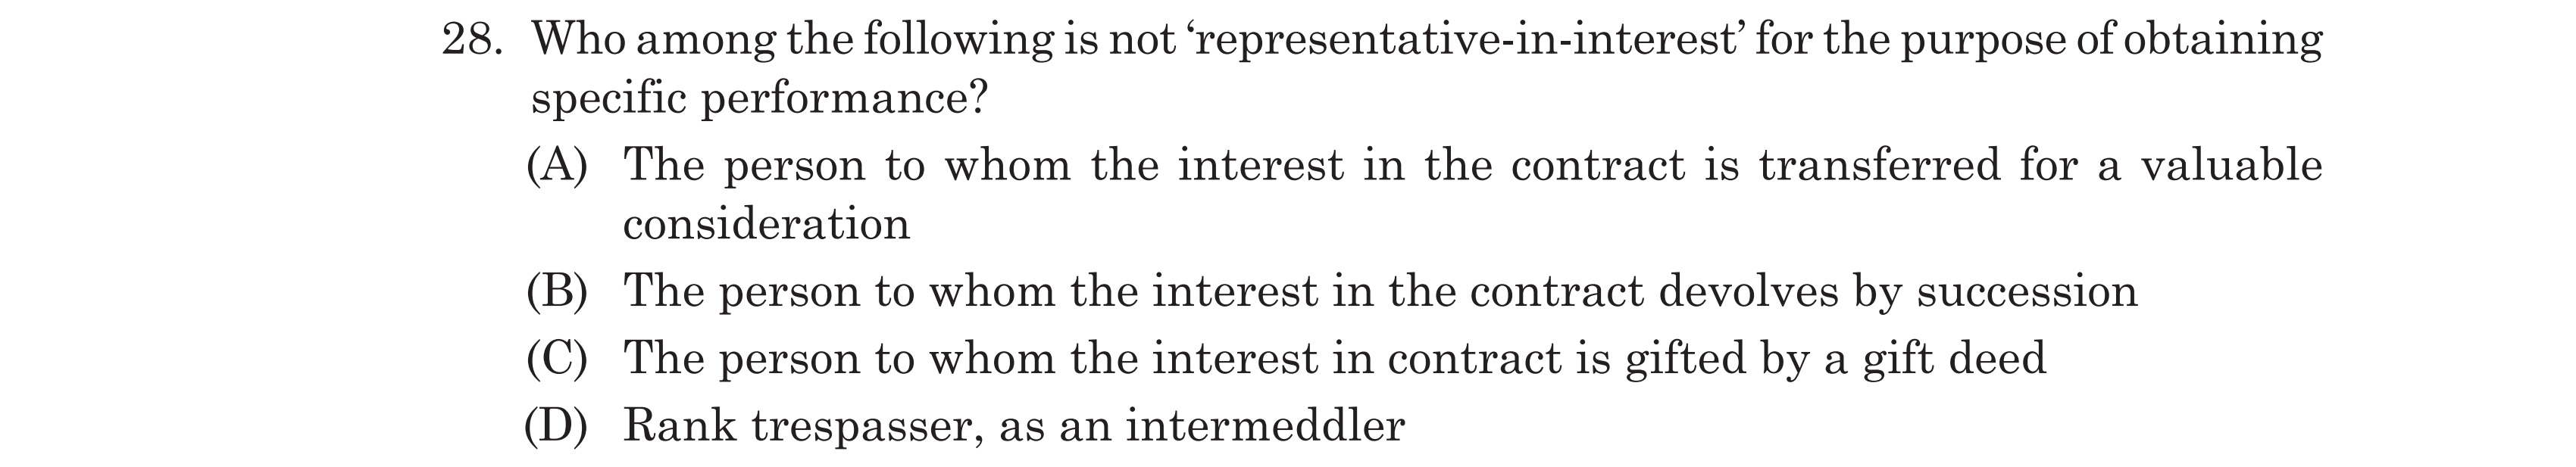 28. Who among the following is not ‘representative-in-interest’ for the purpose of obtaining
specific performance?
(A) The person to whom the interest in the contract is transferred for a valuable
consideration
(B) The person to whom the interest in the contract devolves by succession
(C) The person to whom the interest in contract is gifted by a gift deed
(D) Rank trespasser, as an intermeddler